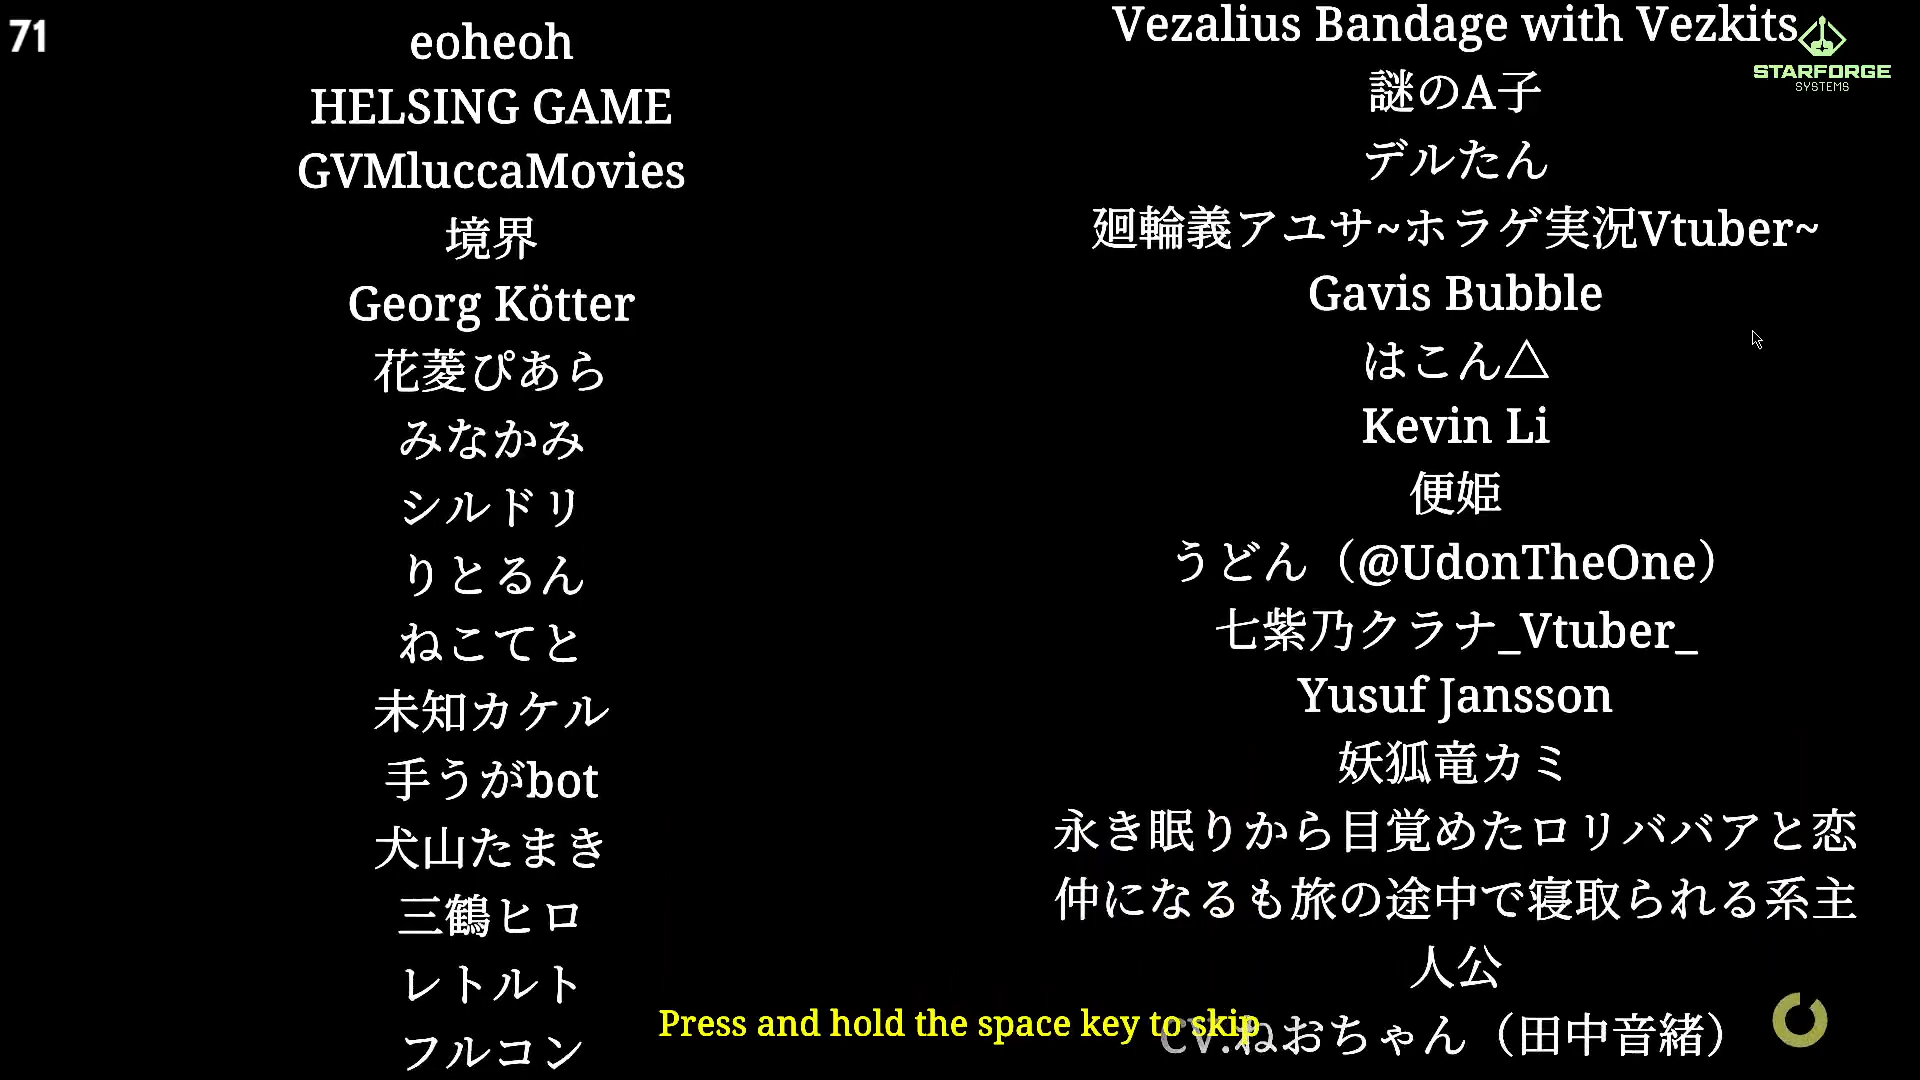 71
eoheoh
HELSING GAME
GVMluccaMovies
境界
Georg Kötter
花菱ぴあら
みなかみ
シルドリ
りとるん
ねこてと
未知カケル
手うがbot
犬山たまき
三鶴ヒロ
レトルト
フルコン
Vezalius Bandage with Vezkits
謎のA子
デルたん
廻輪義アユサ~ホラゲ実況Vtuber~
Gavis Bubble
はこん△
Kevin Li
便姫
うどん（@UdonTheOne）
七紫乃クラナ_Vtuber_
Yusuf Jansson
妖狐竜カミ
永き眠りから目覚めたロリババアと恋
仲になるも旅の途中で寝取られる系主
人公
CV.ねおちゃん（田中音緒）
Press and hold the space key to skip
STARFORGE
SYSTEMS